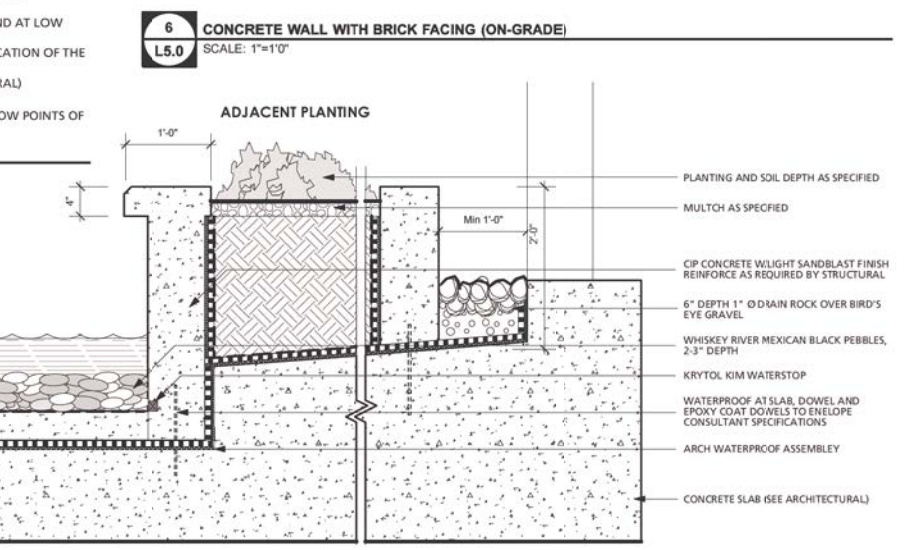 ND AT LOW
CATION OF THE
RAL)
OW POINTS OF
6
L5.0
CONCRETE WALL WITH BRICK FACING (ON-GRADE)
SCALE: 1"=1'0"
ADJACENT PLANTING
1'-0"
4"
Min 1'-0"
2'-0"
PLANTING AND SOIL DEPTH AS SPECIFIED
MULTCH AS SPECFIED
CIP CONCRETE W/LIGHT SANDBLAST FINISH
REINFORCE AS REQUIRED BY STRUCTURAL
6" DEPTH 1" Ø DRAIN ROCK OVER BIRD'S
EYE GRAVEL
WHISKEY RIVER MEXICAN BLACK PEBBLES,
2-3" DEPTH
KRYTOL KIM WATERSTOP
WATERPROOF AT SLAB, DOWEL AND
EPOXY COAT DOWELS TO ENELOPE
CONSULTANT SPECIFICATIONS
ARCH WATERPROOF ASSEMBLEY
CONCRETE SLAB (SEE ARCHITECTURAL)